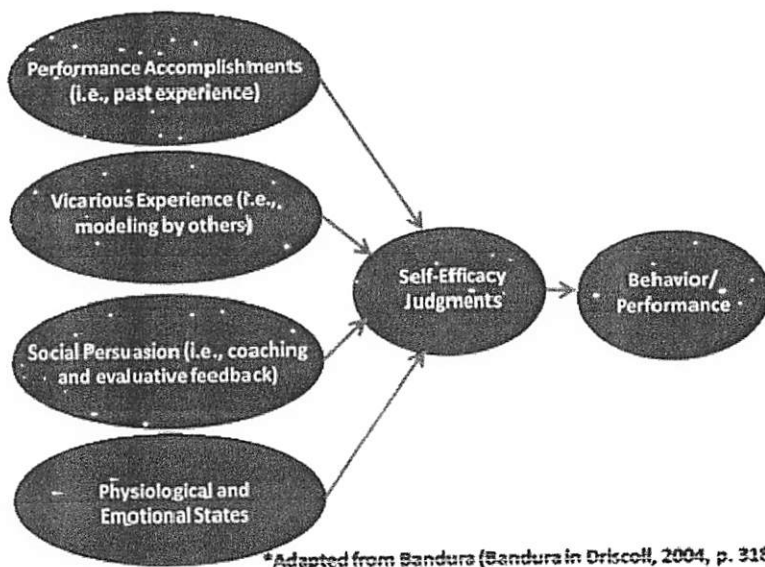 Performance Accomplishments
(i.e., past experience)
Vicarious Experience (i.e.,
modeling by others)
Social Persuasion (i.e., coaching
and evaluative feedback)
Physiological and
Emotional States
Self-Efficacy
Judgments
Behavior/
Performance
*Adapted from Bandura (Bandura in Driscoll, 2004, p. 318